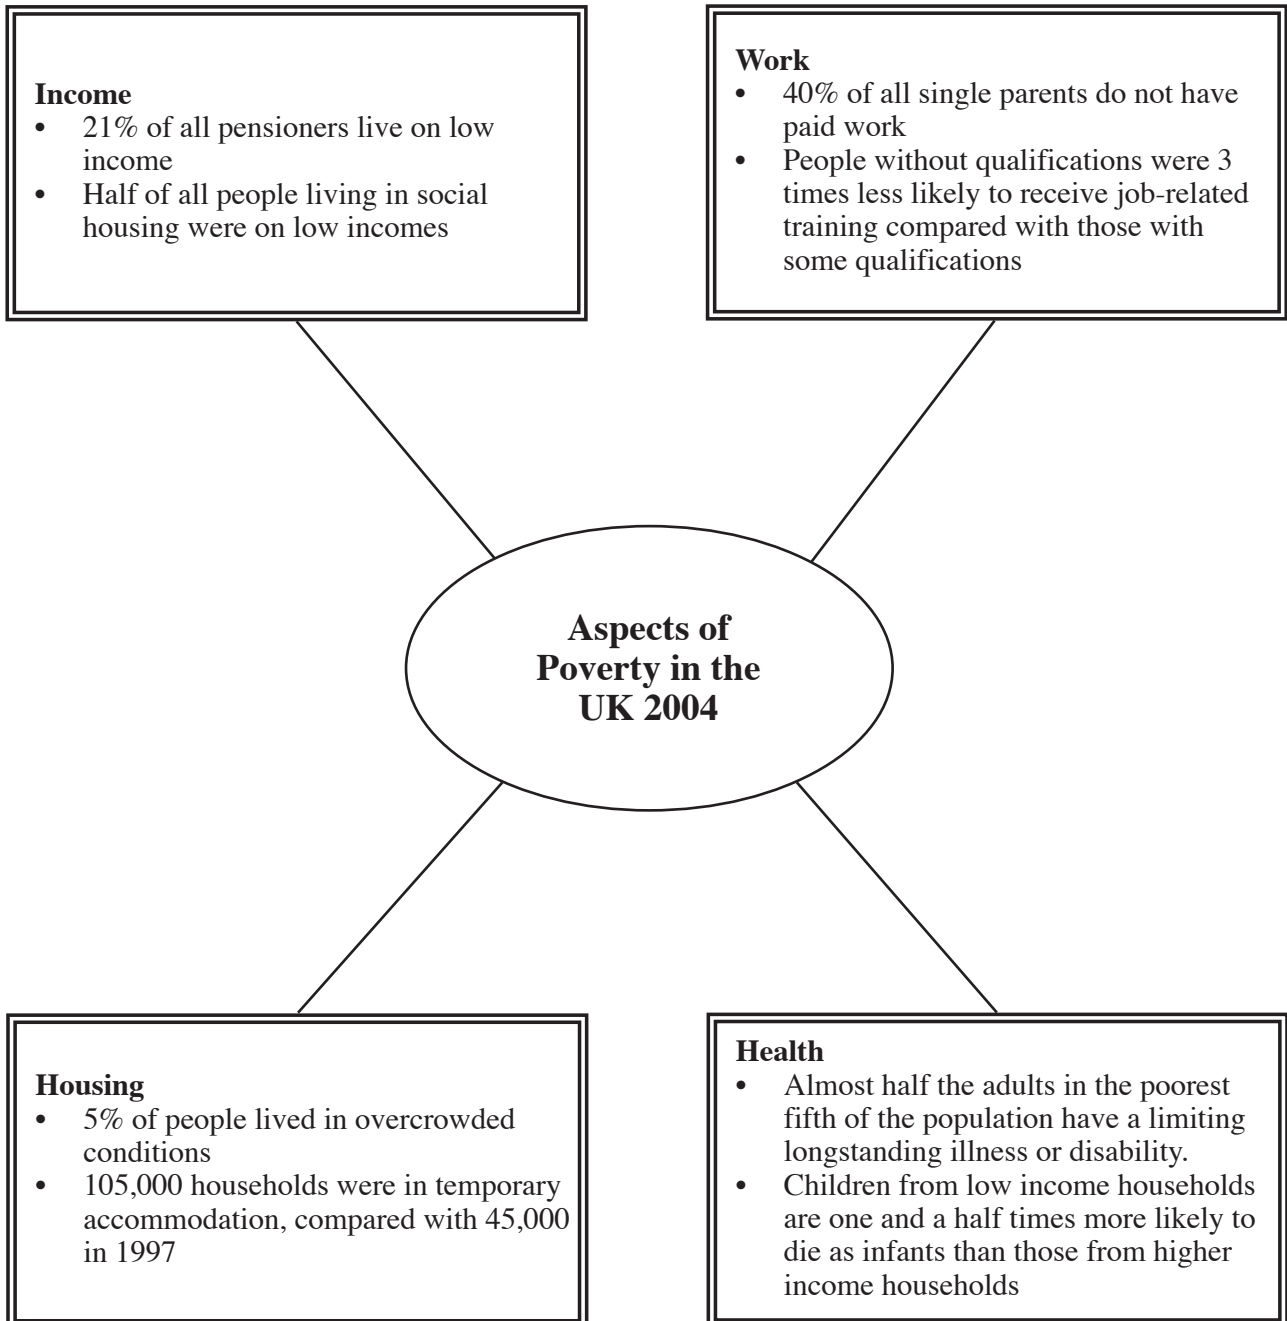 Income
• 21% of all pensioners live on low
income
• Half of all people living in social
housing were on low incomes
Work
• 40% of all single parents do not have
paid work
• People without qualifications were 3
times less likely to receive job-related
training compared with those with
some qualifications
Aspects of
Poverty in the
UK 2004
Housing
• 5% of people lived in overcrowded
conditions
• 105,000 households were in temporary
accommodation, compared with 45,000
in 1997
Health
• Almost half the adults in the poorest
fifth of the population have a limiting
longstanding illness or disability.
• Children from low income households
are one and a half times more likely to
die as infants than those from higher
income households